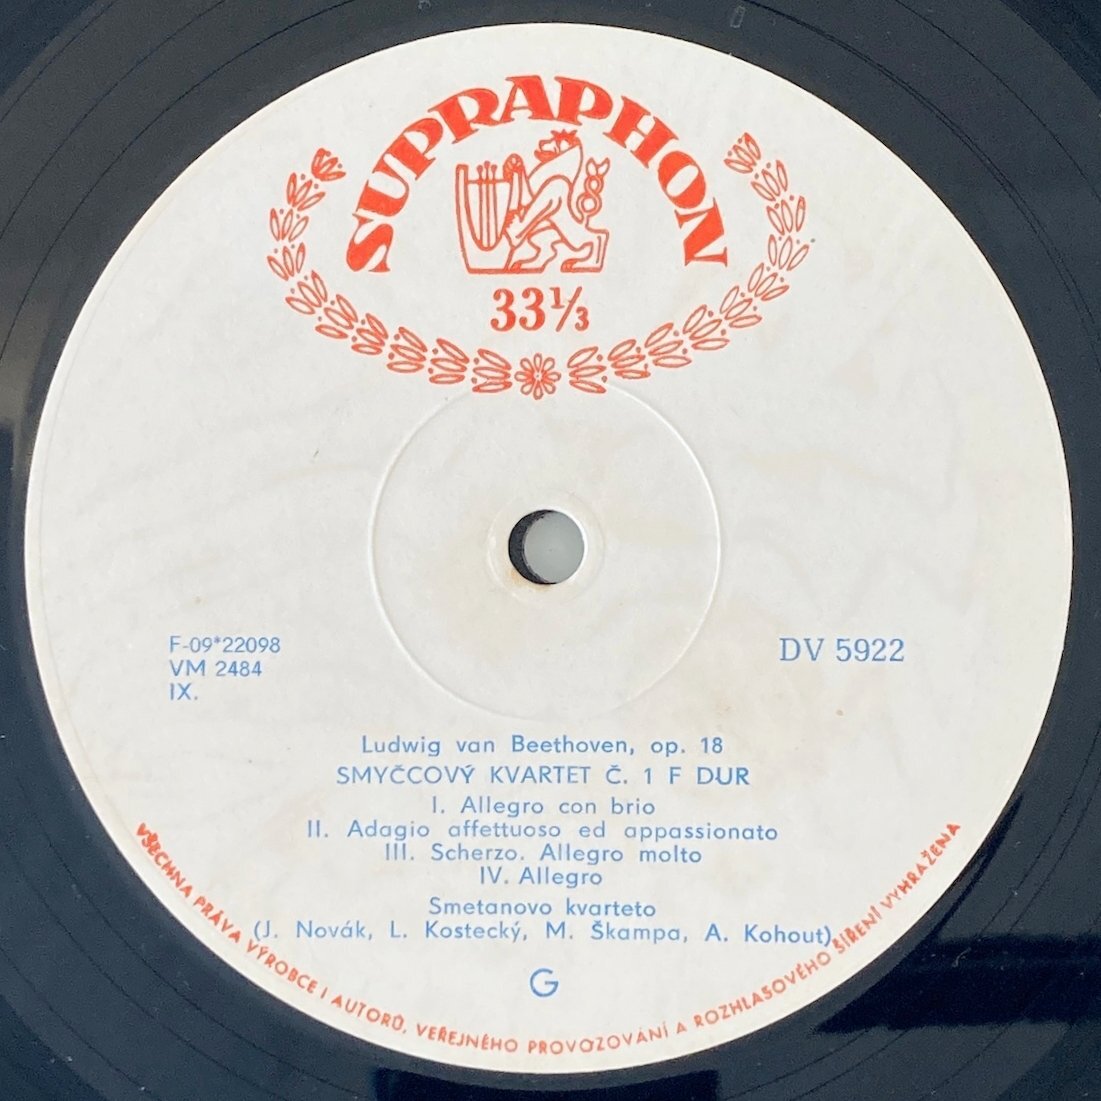 SUPRAPHON
33⅓
F-09*22098
VM 2484
IX.
DV 5922
Ludwig van Beethoven, op. 18
SMYČCOVÝ KVARTET Č. 1 F DUR
I. Allegro con brio
II. Adagio affettuoso ed appassionato
III. Scherzo. Allegro molto
IV. Allegro
Smetanovo kvarteto
(J. Novák, L. Kostecký, M. Škampa, A. Kohout)
G
VŠECHNA PRÁVA VÝROBCE I AUTORŮ, VEŘEJNÉHO PROVOZOVÁNÍ A ROZHLASOVÉHO ŠÍŘENÍ VYHRAŽENA